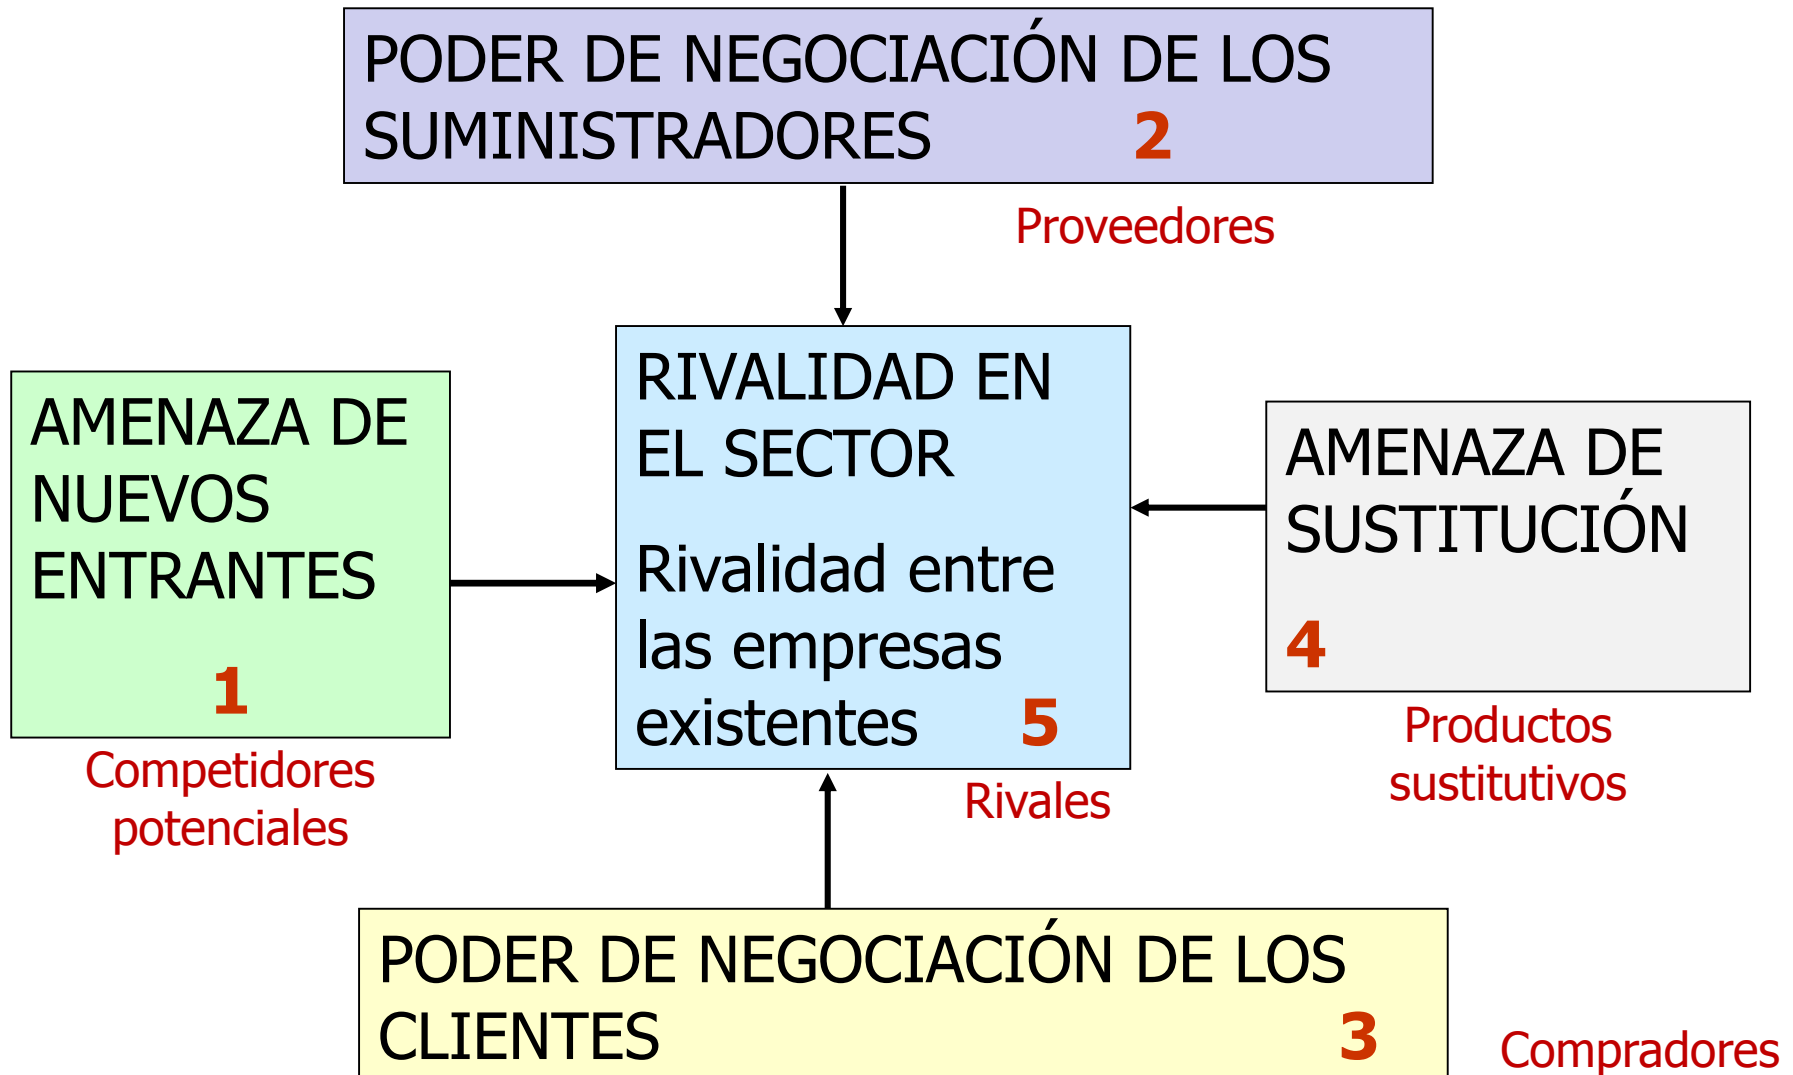 PODER DE NEGOCIACIÓN DE LOS
SUMINISTRADORES 2
Proveedores
AMENAZA DE
NUEVOS
ENTRANTES
1
Competidores
potenciales
RIVALIDAD EN
EL SECTOR
Rivalidad entre
las empresas
existentes 5
Rivales
AMENAZA DE
SUSTITUCIÓN
4
Productos
sustitutivos
PODER DE NEGOCIACIÓN DE LOS
CLIENTES 3
Compradores